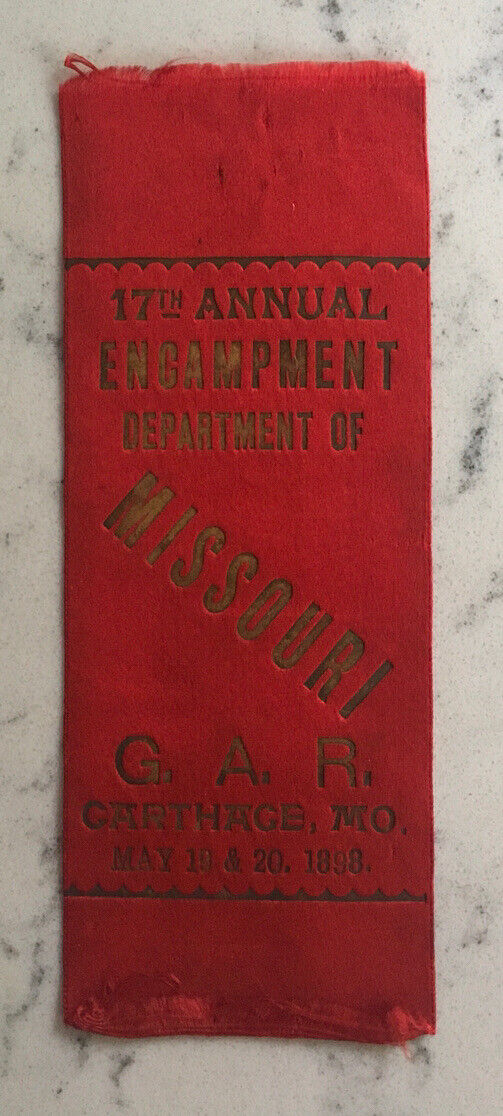 17TH ANNUAL
ENCAMPMENT
DEPARTMENT OF
MISSOURI
G. A. R.
CARTHAGE, MO.
MAY 19 & 20. 1898.